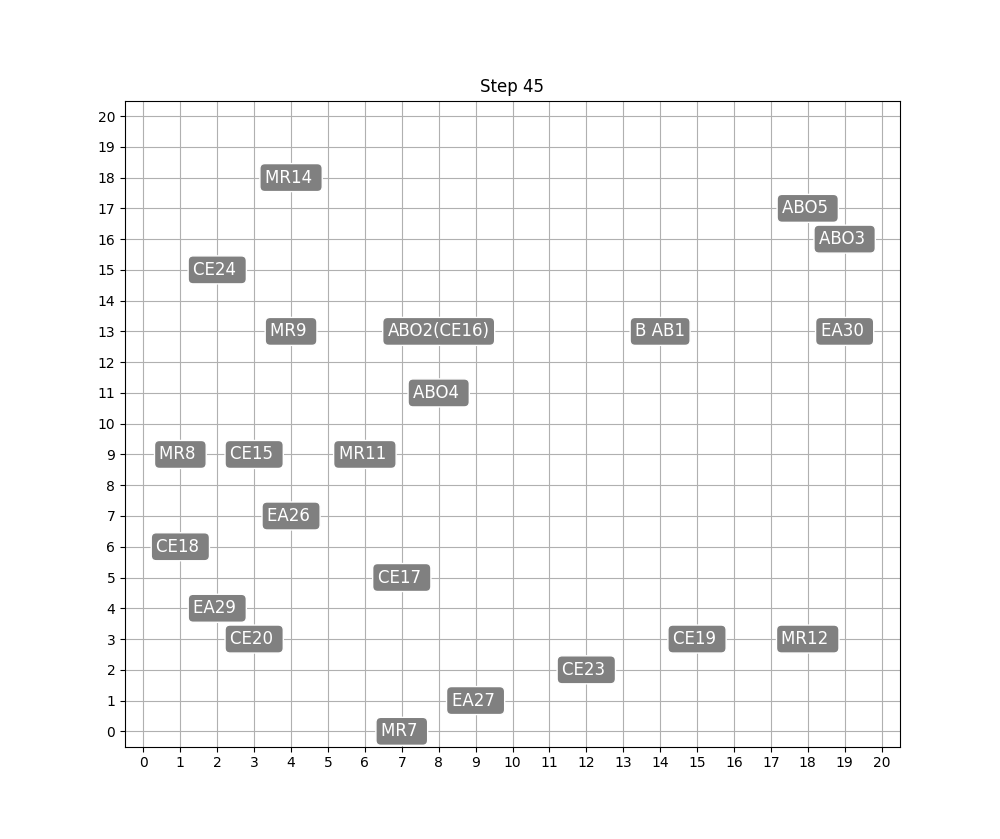 Step 45
20
19
18 MR14
17 ABO5
16 ABO3
15 CE24
14
13 MR9 ABO2(CE16) B AB1 EA30
12
11 ABO4
10
9 MR8 CE15 MR11
8
7 EA26
6 CE18
5 CE17
4 EA29
3 CE20 CE19 MR12
2 CE23
1 EA27
0 MR7
0 1 2 3 4 5 6 7 8 9 10 11 12 13 14 15 16 17 18 19 20